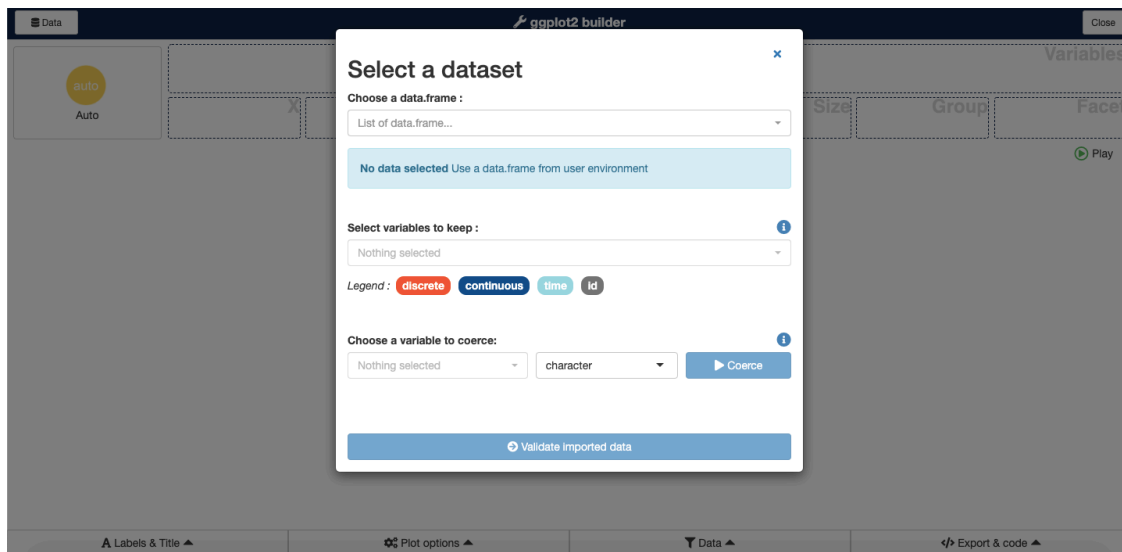 Data
ggplot2 builder
Close
auto
Auto
Variables
X
Size
Group
Facet
Play
Select a dataset
×
Choose a data.frame :
List of data.frame...
No data selected Use a data.frame from user environment
Select variables to keep :
Nothing selected
Legend : discrete continuous time id
Choose a variable to coerce:
Nothing selected
character
Coerce
Validate imported data
Labels & Title
Plot options
Data
Export & code